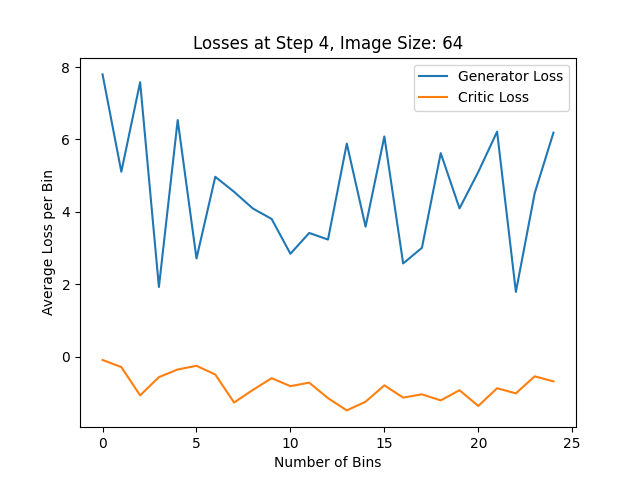 Losses at Step 4, Image Size: 64
Generator Loss
Critic Loss
8
6
4
2
0
Average Loss per Bin
0 5 10 15 20 25
Number of Bins